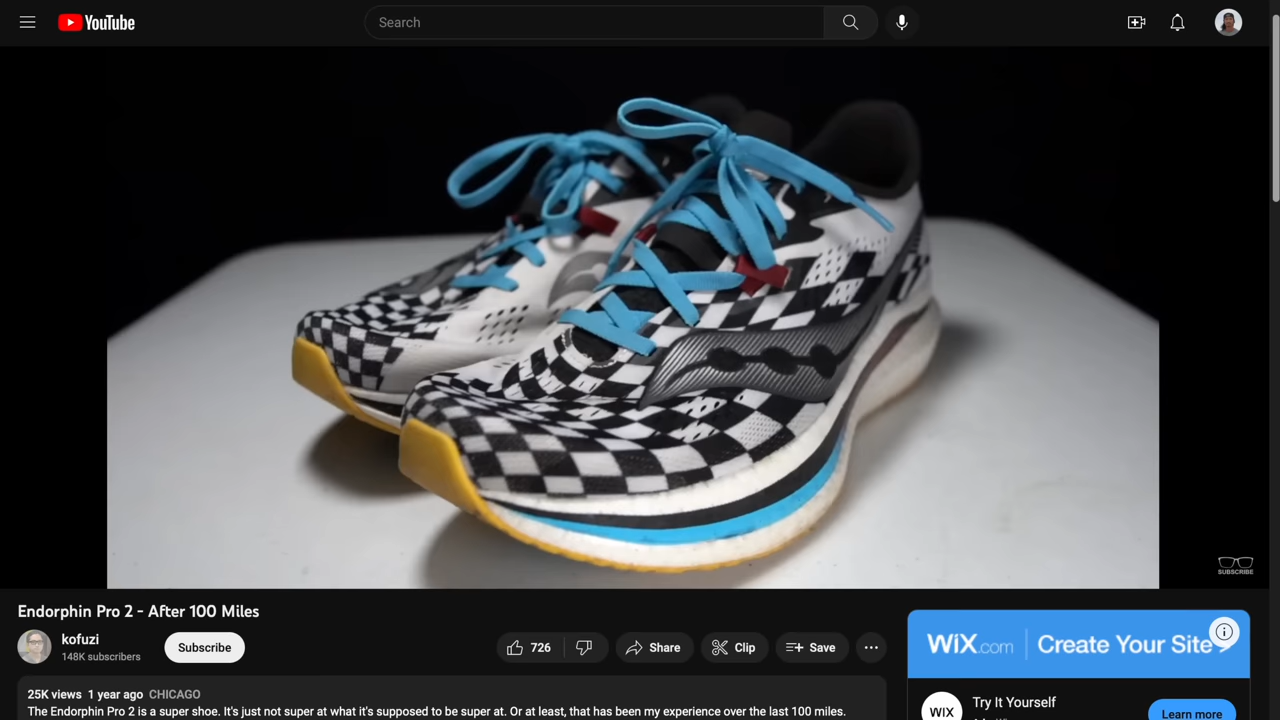 YouTube
Search
SUBSCRIBE
Endorphin Pro 2 - After 100 Miles
kofuzi
148K subscribers
Subscribe
726
Share
Clip
Save
25K views 1 year ago CHICAGO
The Endorphin Pro 2 is a super shoe. It's just not super at what it's supposed to be super at. Or at least, that has been my experience over the last 100 miles.
WiX.com | Create Your Site
WIX
Try It Yourself
Learn more